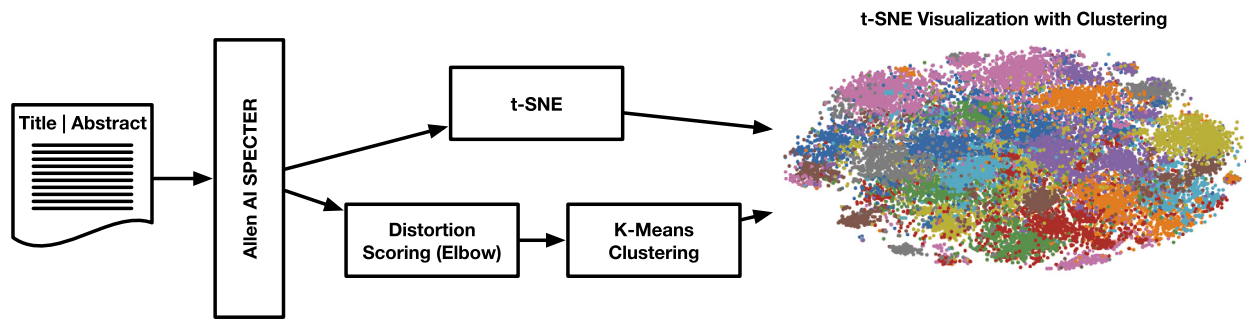 t-SNE Visualization with Clustering
Title | Abstract
Allen AI SPECTER
t-SNE
Distortion
Scoring (Elbow)
K-Means
Clustering